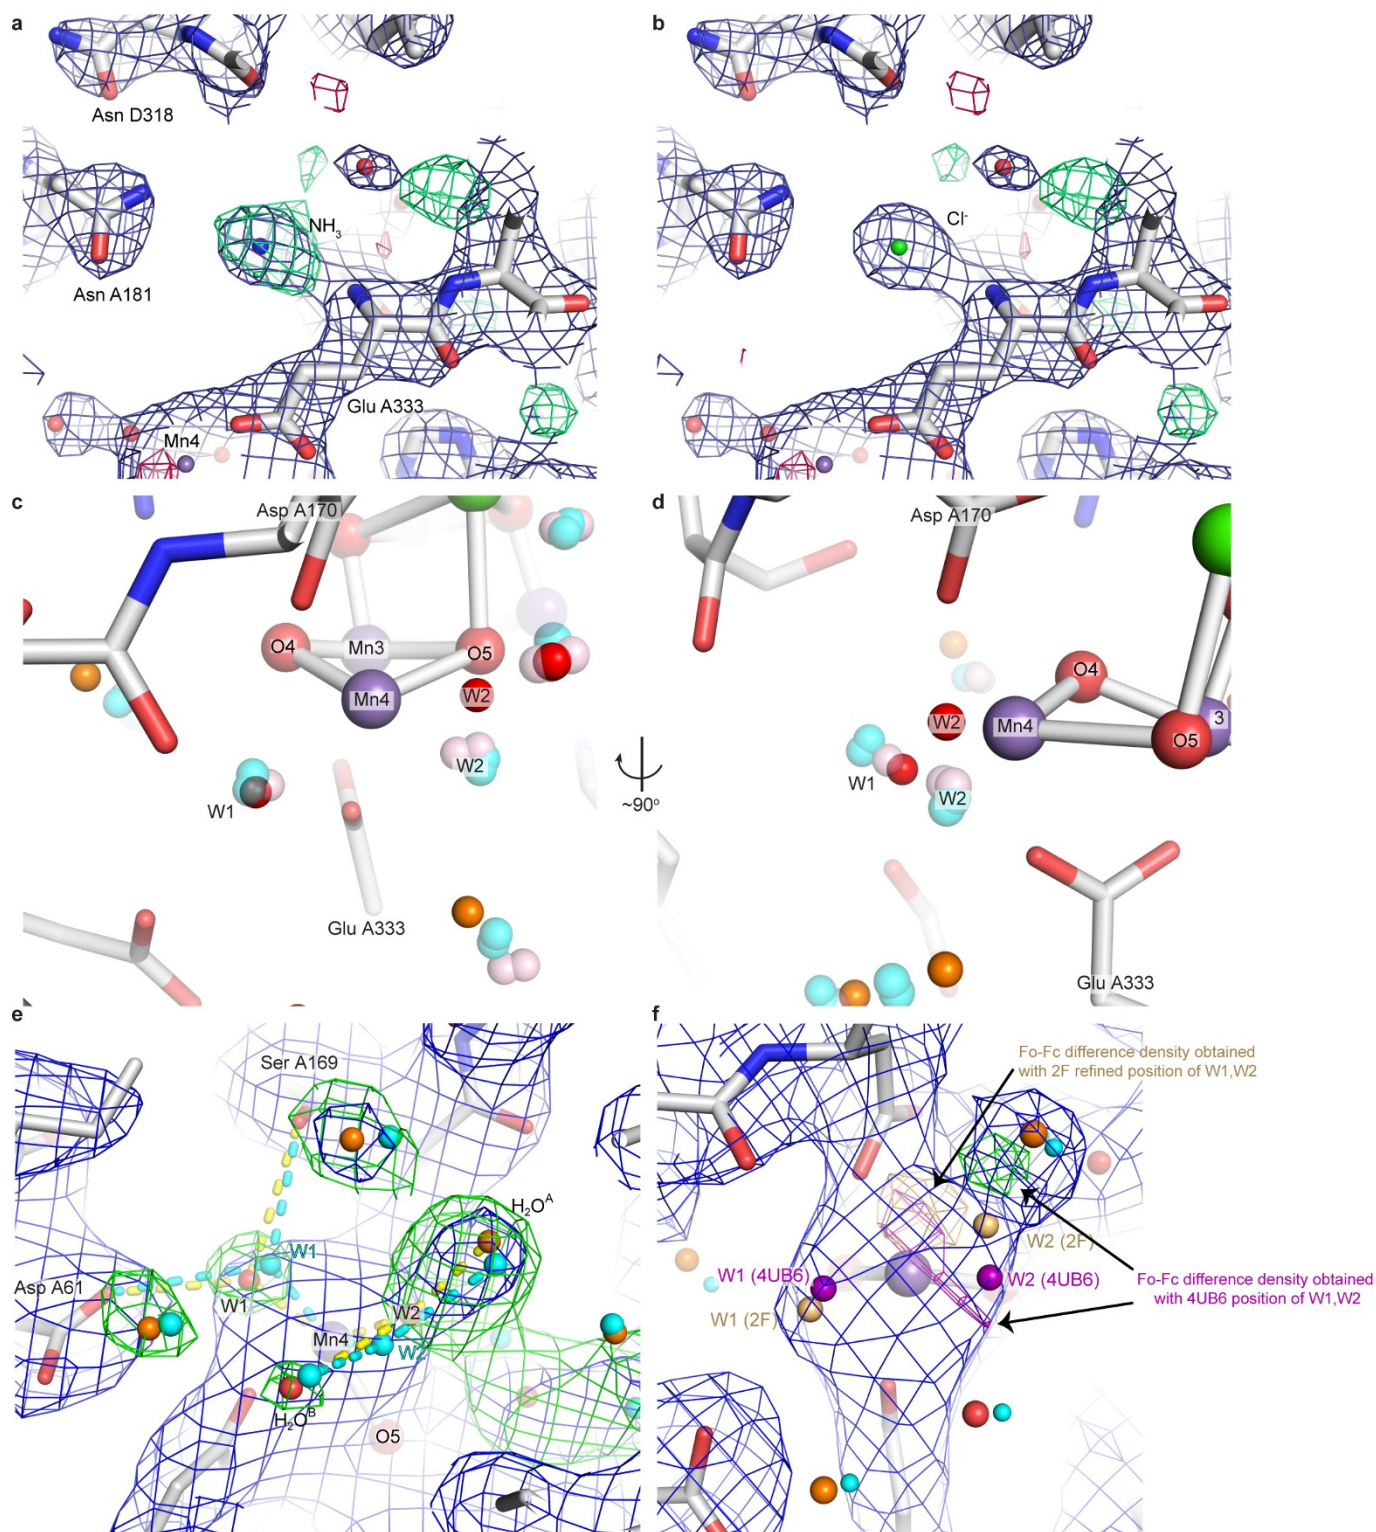 a
Asn D318
NH3
Asn A181
Glu A333
Mn4
b
Cl-
c
Asp A170
O4
Mn3
O5
Mn4
W2
W2
W1
Glu A333
~90°
d
Asp A170
O4
W2
Mn4
3
O5
W1
W2
Glu A333
e
Ser A169
H2O^A
W1
Asp A61
W1
W2
Mn4
W2
H2O^B
O5
f
Fo-Fc difference density obtained
with 2F refined position of W1,W2
W2 (2F)
W1 (4UB6)
W2 (4UB6)
W1 (2F)
Fo-Fc difference density obtained
with 4UB6 position of W1,W2